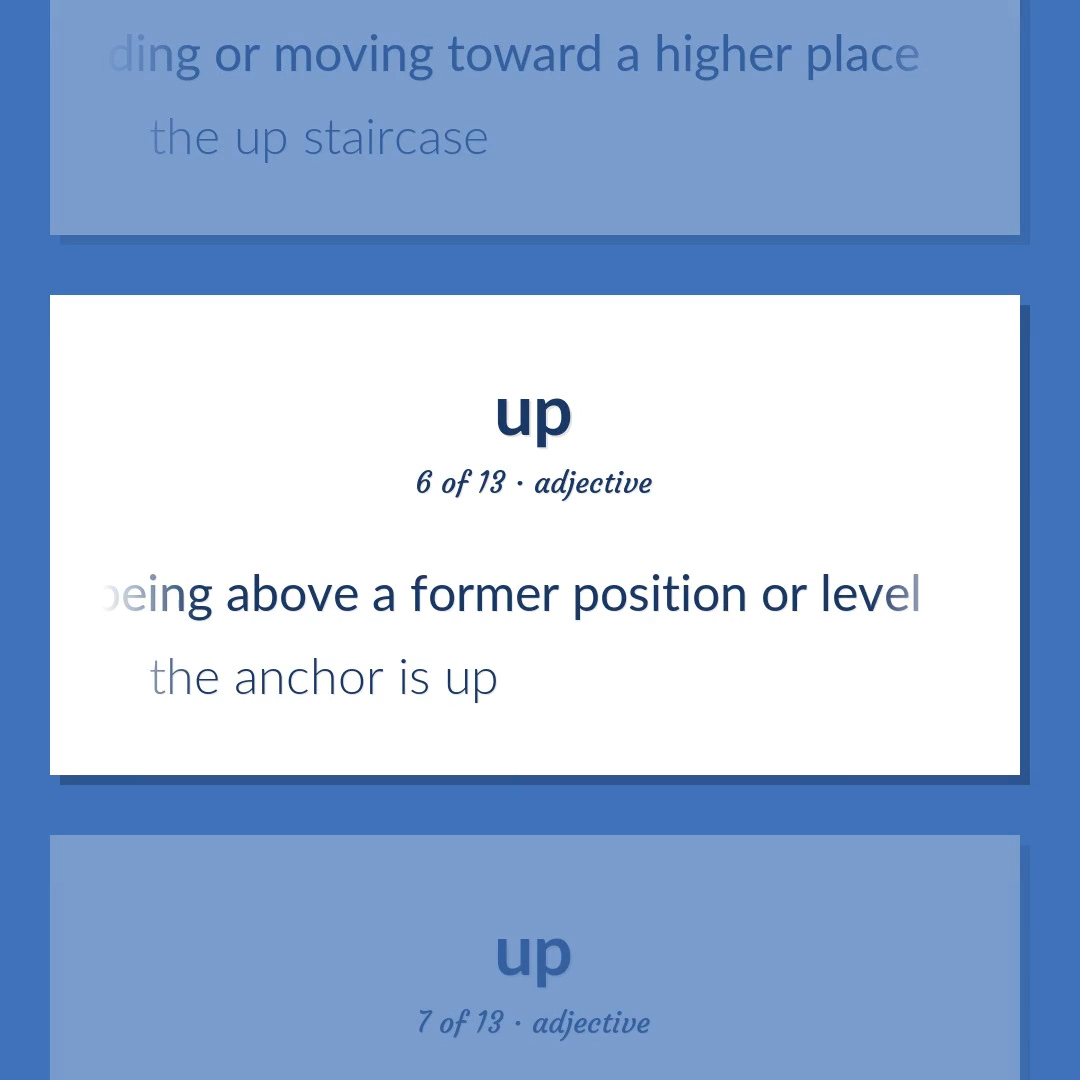 ding or moving toward a higher place
the up staircase
up
6 of 13 · adjective
being above a former position or level
the anchor is up
up
7 of 13 · adjective